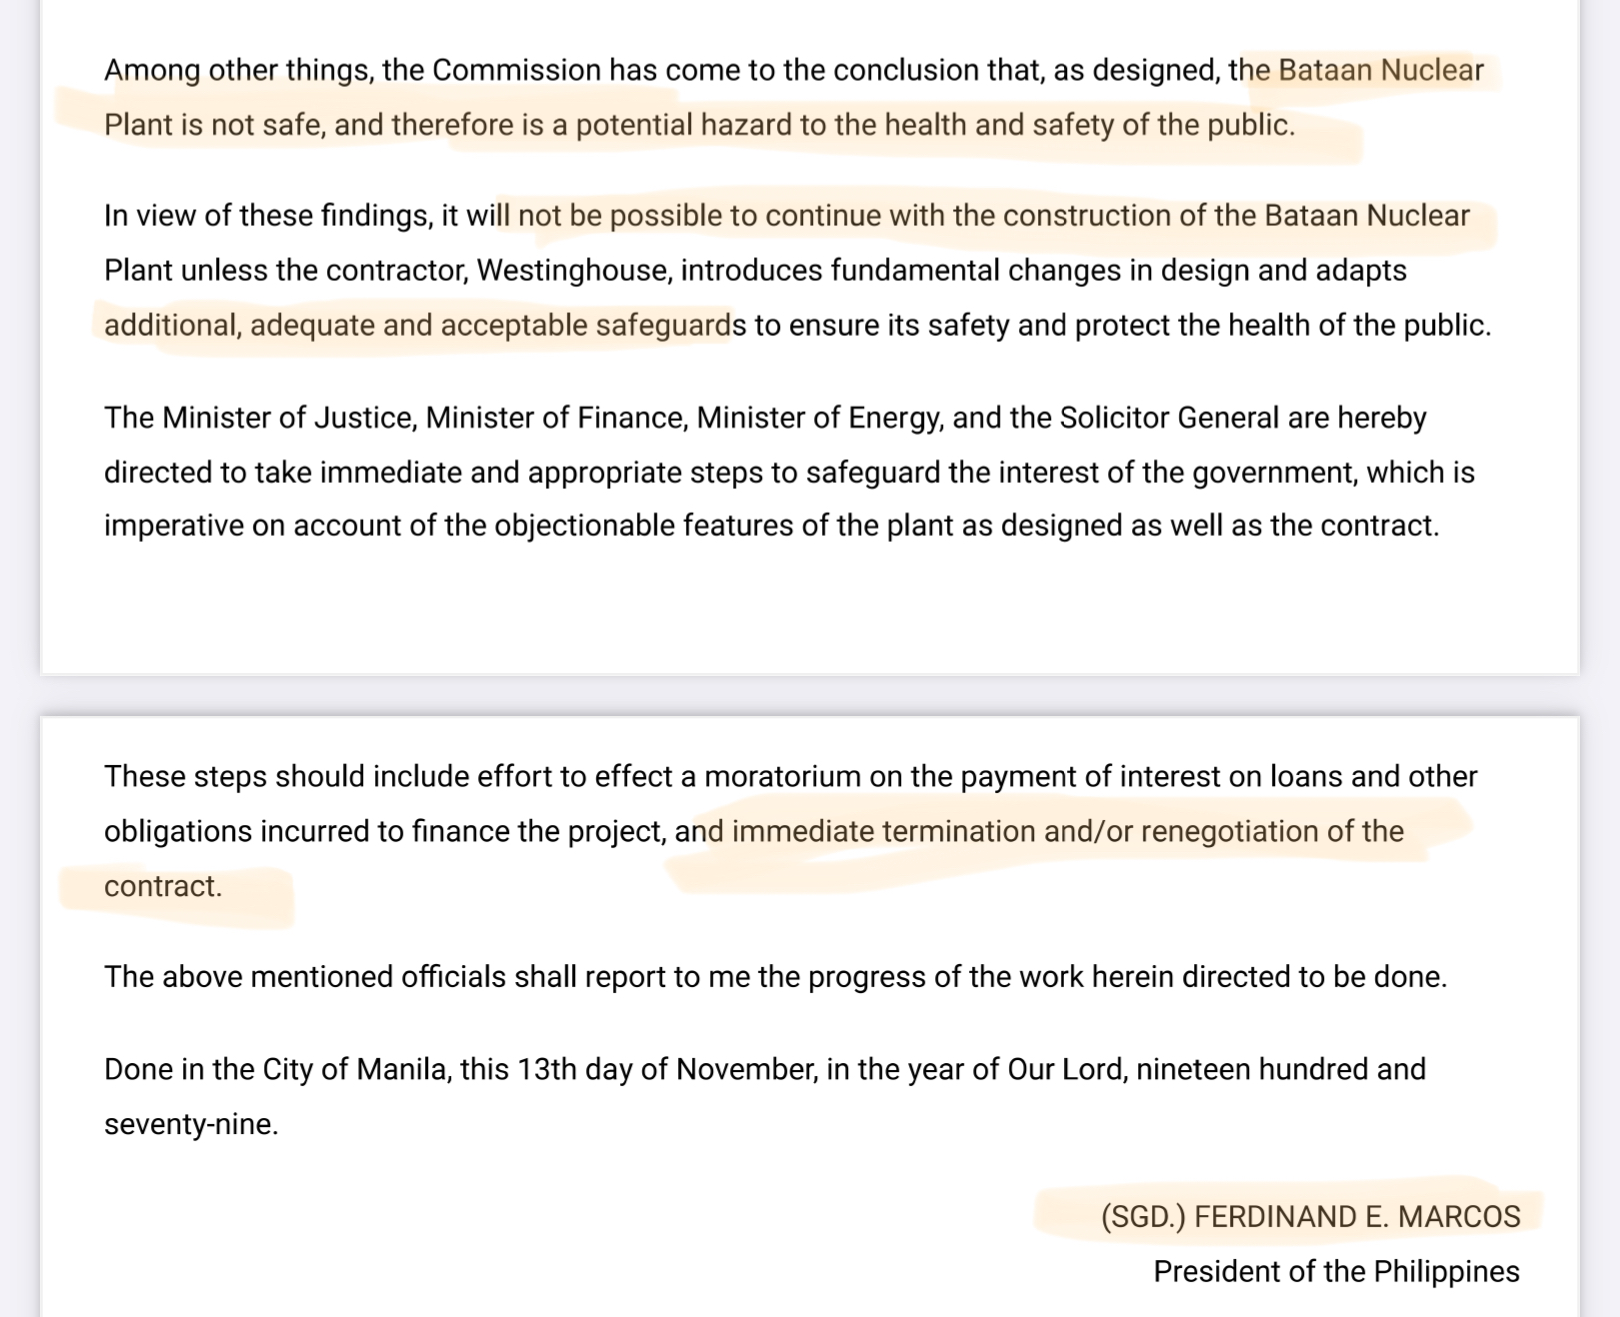 Among other things, the Commission has come to the conclusion that, as designed, the Bataan Nuclear
Plant is not safe, and therefore is a potential hazard to the health and safety of the public.
In view of these findings, it will not be possible to continue with the construction of the Bataan Nuclear
Plant unless the contractor, Westinghouse, introduces fundamental changes in design and adapts
additional, adequate and acceptable safeguards to ensure its safety and protect the health of the public.
The Minister of Justice, Minister of Finance, Minister of Energy, and the Solicitor General are hereby
directed to take immediate and appropriate steps to safeguard the interest of the government, which is
imperative on account of the objectionable features of the plant as designed as well as the contract.
These steps should include effort to effect a moratorium on the payment of interest on loans and other
obligations incurred to finance the project, and immediate termination and/or renegotiation of the
contract.
The above mentioned officials shall report to me the progress of the work herein directed to be done.
Done in the City of Manila, this 13th day of November, in the year of Our Lord, nineteen hundred and
seventy-nine.
(SGD.) FERDINAND E. MARCOS
President of the Philippines